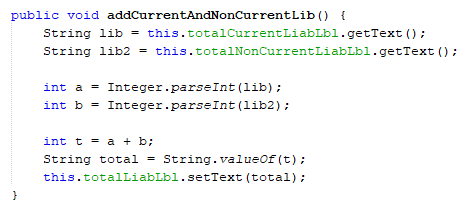 public void addCurrentAndNonCurrentLib() {
    String lib = this.totalCurrentLiabLbl.getText();
    String lib2 = this.totalNonCurrentLiabLbl.getText();

    int a = Integer.parseInt(lib);
    int b = Integer.parseInt(lib2);

    int t = a + b;
    String total = String.valueOf(t);
    this.totalLiabLbl.setText(total);
}